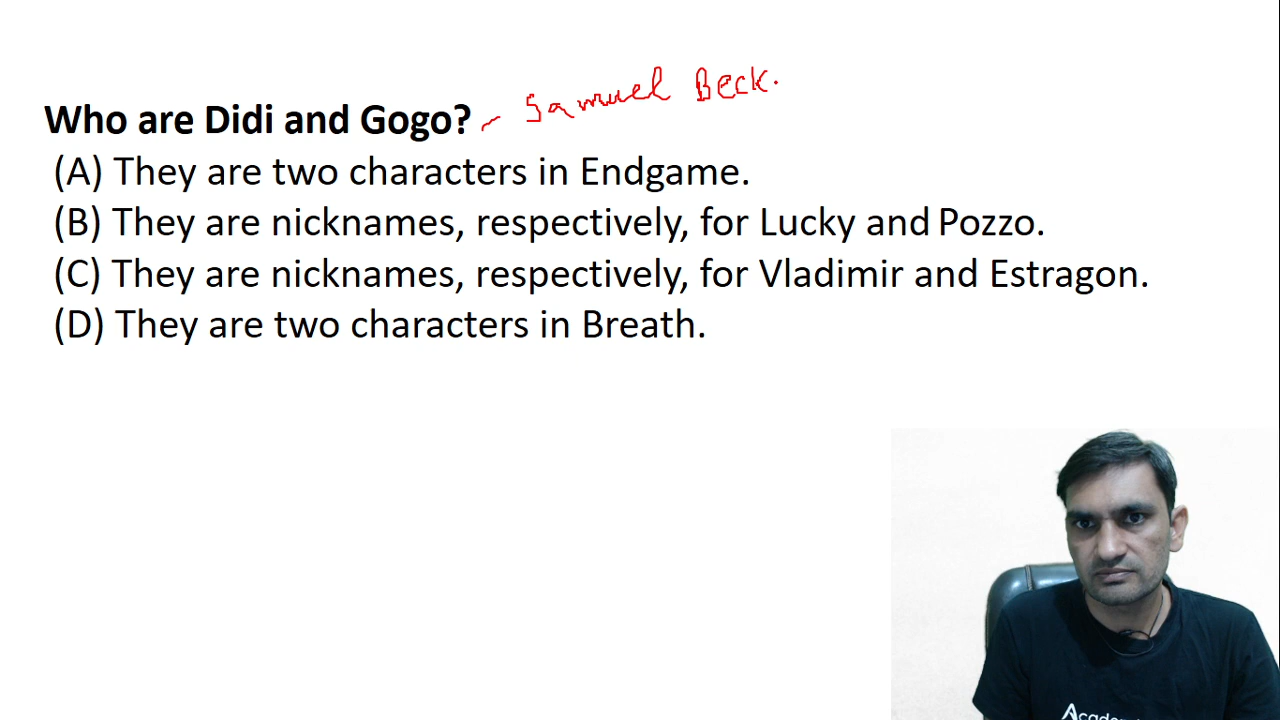 Samuel Beck.
Who are Didi and Gogo? -
(A) They are two characters in Endgame.
(B) They are nicknames, respectively, for Lucky and Pozzo.
(C) They are nicknames, respectively, for Vladimir and Estragon.
(D) They are two characters in Breath.